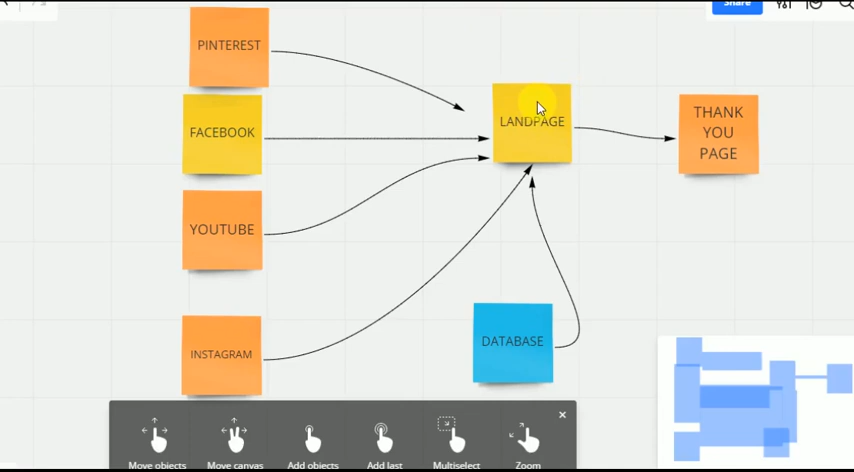 Share
PINTEREST
FACEBOOK
LANDPAGE
THANK
YOU
PAGE
YOUTUBE
DATABASE
INSTAGRAM
Move objects
Move canvas
Add objects
Add last
Multiselect
Zoom